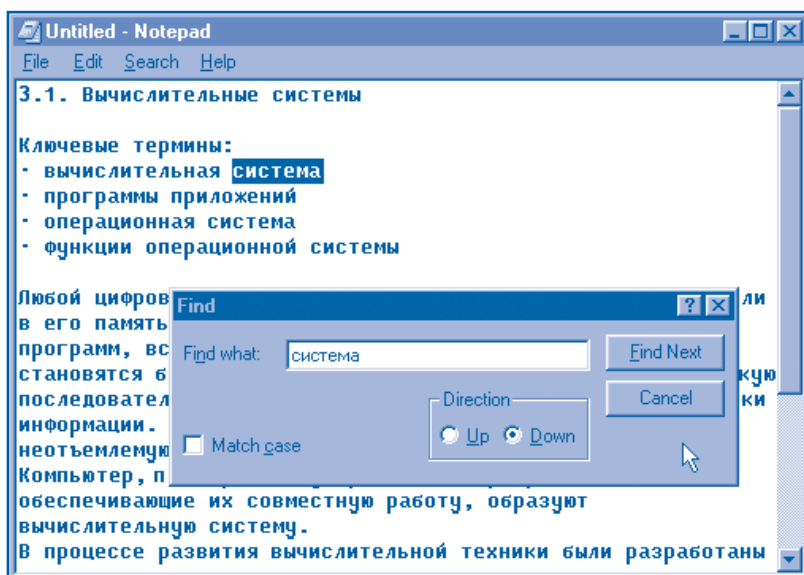 Untitled - Notepad
File Edit Search Help
3.1. Вычислительные системы
Ключевые термины:
- вычислительная система
- программы приложений
- операционная система
- функции операционной системы
Любой цифров ли
в его память
программ, вс
становятся б кую
последовател ки
информации.
неотъемлемую
Компьютер, п
обеспечивающие их совместную работу, образуют
вычислительную систему.
В процессе развития вычислительной техники были разработаны
Find
Find what: система
Find Next
Cancel
Direction
Up Down
Match case